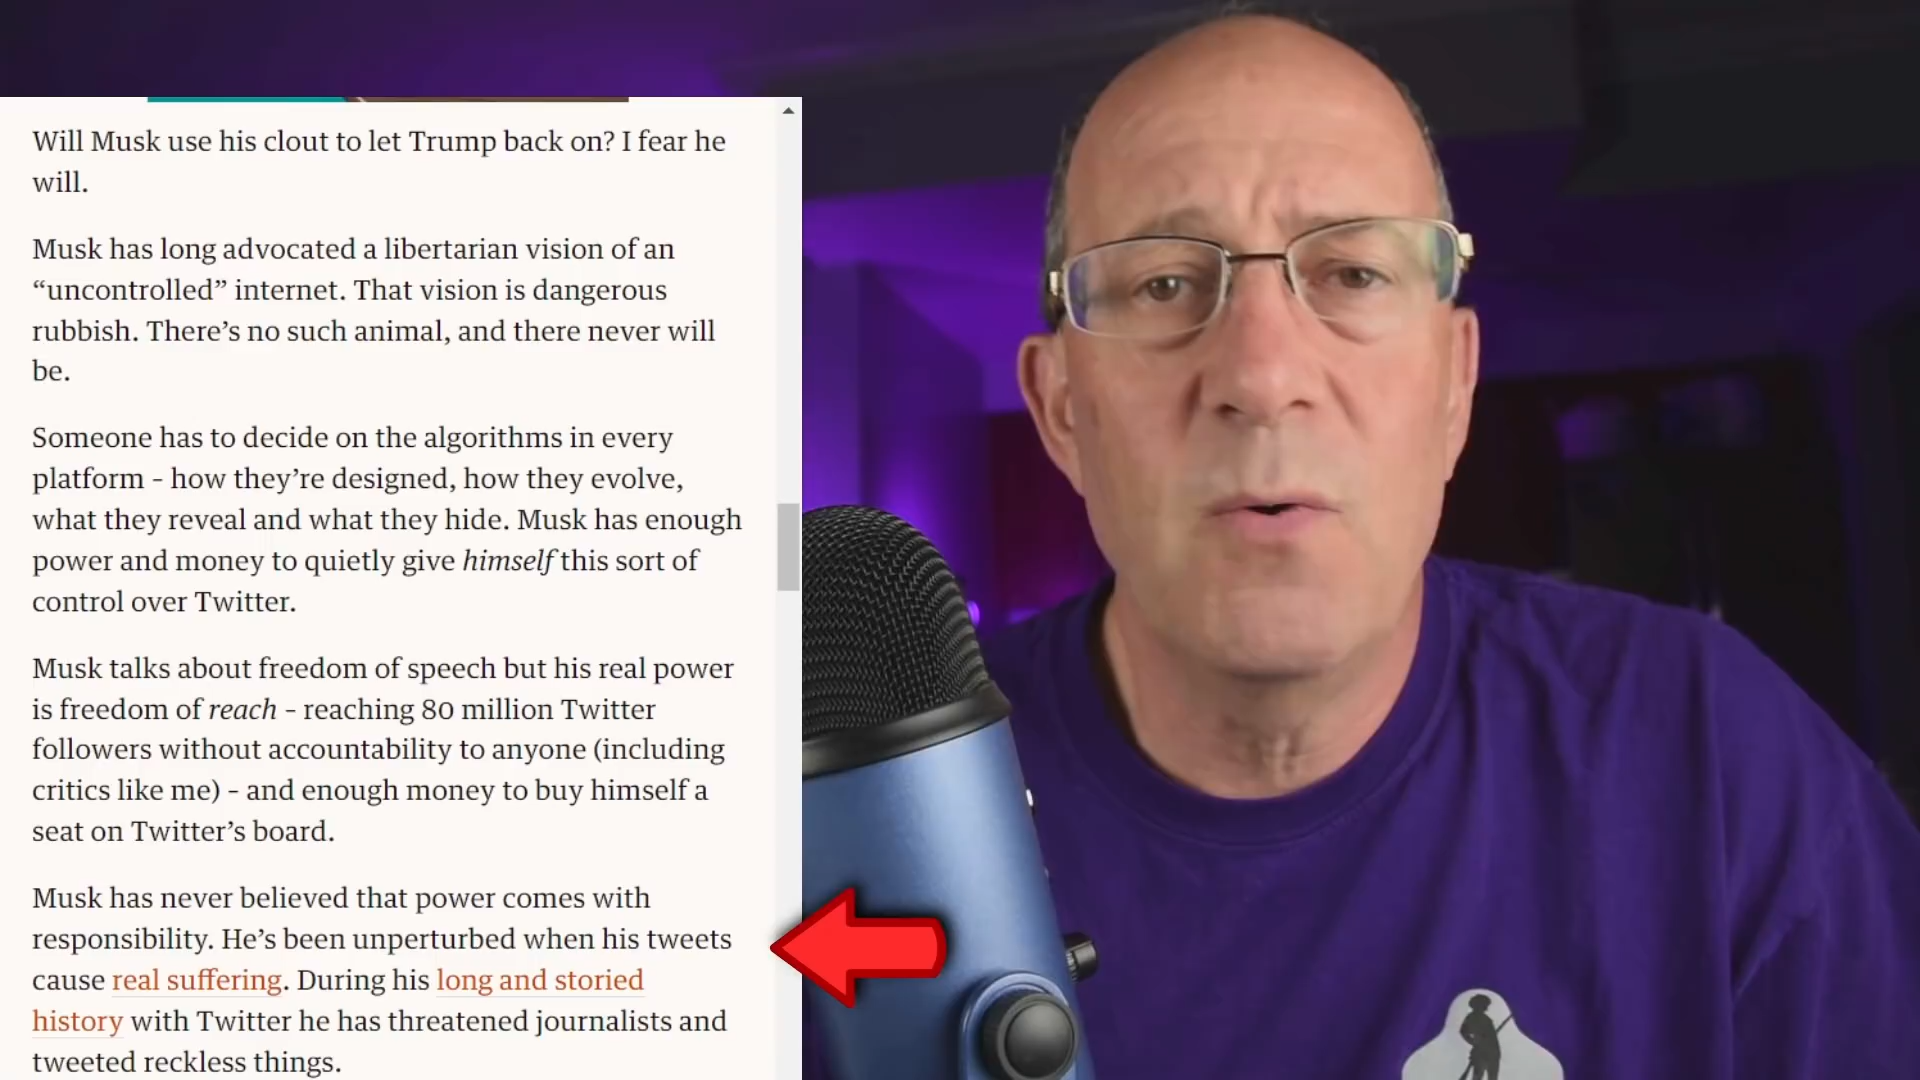 Will Musk use his clout to let Trump back on? I fear he
will.
Musk has long advocated a libertarian vision of an
“uncontrolled” internet. That vision is dangerous
rubbish. There’s no such animal, and there never will
be.
Someone has to decide on the algorithms in every
platform – how they’re designed, how they evolve,
what they reveal and what they hide. Musk has enough
power and money to quietly give himself this sort of
control over Twitter.
Musk talks about freedom of speech but his real power
is freedom of reach – reaching 80 million Twitter
followers without accountability to anyone (including
critics like me) – and enough money to buy himself a
seat on Twitter’s board.
Musk has never believed that power comes with
responsibility. He’s been unperturbed when his tweets
cause real suffering. During his long and storied
history with Twitter he has threatened journalists and
tweeted reckless things.